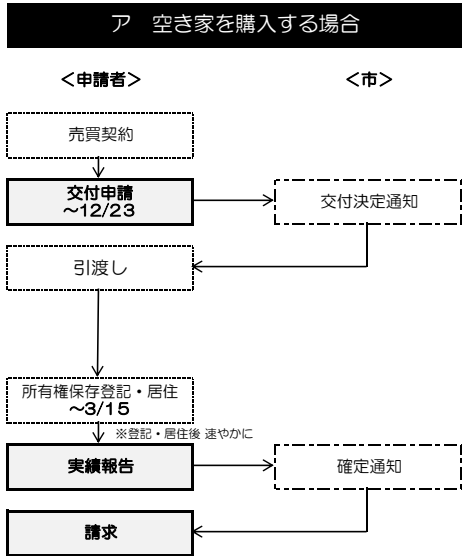 ア　空き家を購入する場合
＜申請者＞
＜市＞
売買契約
交付申請
～12/23
交付決定通知
引渡し
所有権保存登記・居住
～3/15
※登記・居住後 速やかに
実績報告
確定通知
請求